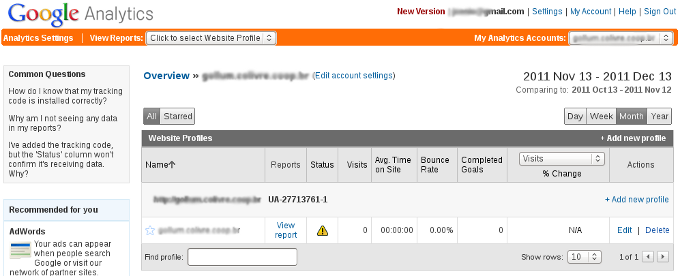 Google Analytics
New Version | gmail.com | Settings | My Account | Help | Sign Out
Analytics Settings | View Reports: Click to select Website Profile
My Analytics Accounts:
Common Questions
How do I know that my tracking
code is installed correctly?
Why am I not seeing any data
in my reports?
I've added the tracking code,
but the 'Status' column won't
confirm it's receiving data.
Why?
Recommended for you
AdWords
Your ads can appear
when people search
Google or visit our
network of partner sites.
Overview » (Edit account settings)
2011 Nov 13 - 2011 Dec 13
Comparing to: 2011 Oct 13 - 2011 Nov 12
All Starred
Day Week Month Year
Website Profiles
+ Add new profile
Name Reports Status Visits Avg. Time on Site Bounce Rate Completed Goals Visits % Change Actions
UA-27713761-1
+ Add new profile
View report 0 00:00:00 0.00% 0 N/A Edit | Delete
Find profile:
Show rows: 10 1 of 1